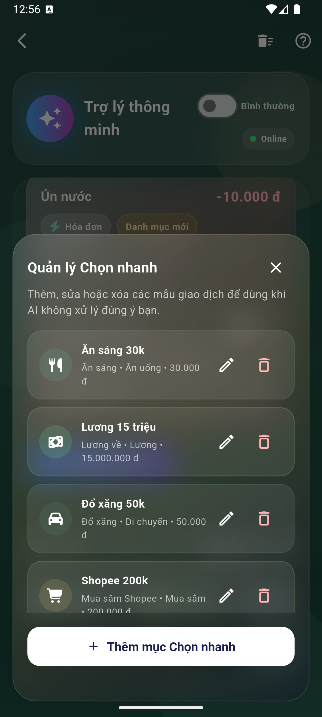 12:56
Trợ lý thông
minh
Bình thường
Online
Ún nước
-10.000 đ
Hóa đơn
Danh mục mới
Quản lý Chọn nhanh
Thêm, sửa hoặc xóa các mẫu giao dịch để dùng khi
AI không xử lý đúng ý bạn.
Ăn sáng 30k
Ăn sáng • Ăn uống • 30.000
đ
Lương 15 triệu
Lương về • Lương •
15.000.000 đ
Đổ xăng 50k
Đổ xăng • Di chuyển • 50.000
đ
Shopee 200k
Mua sắm Shopee • Mua sắm
• 200.000 đ
+ Thêm mục Chọn nhanh